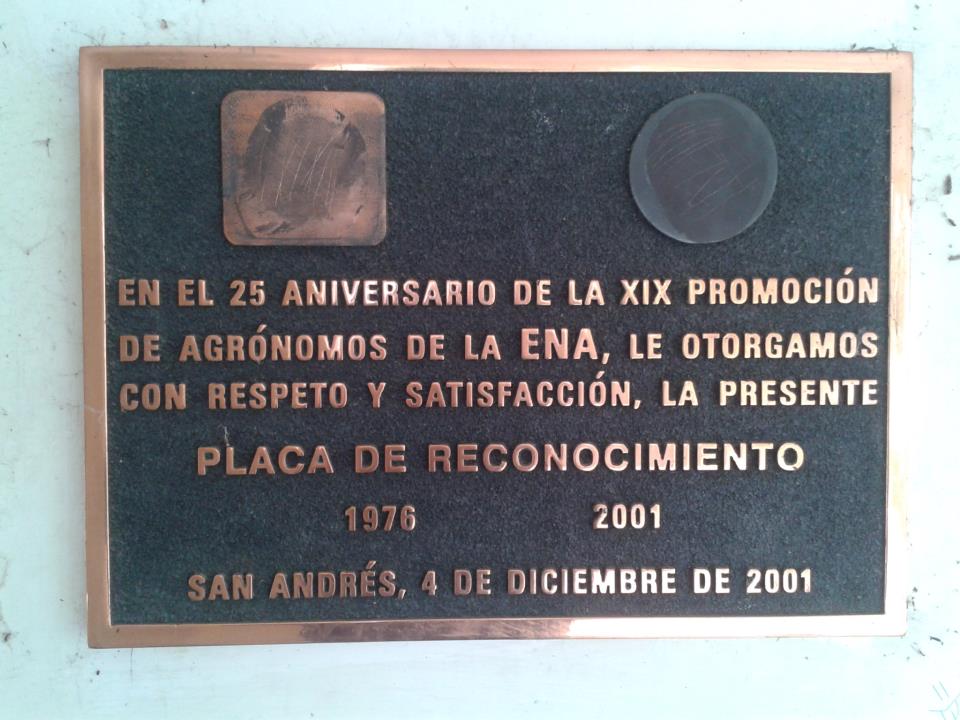 EN EL 25 ANIVERSARIO DE LA XIX PROMOCIÓN
DE AGRÓNOMOS DE LA ENA, LE OTORGAMOS
CON RESPETO Y SATISFACCIÓN, LA PRESENTE
PLACA DE RECONOCIMIENTO
1976 2001
SAN ANDRÉS, 4 DE DICIEMBRE DE 2001